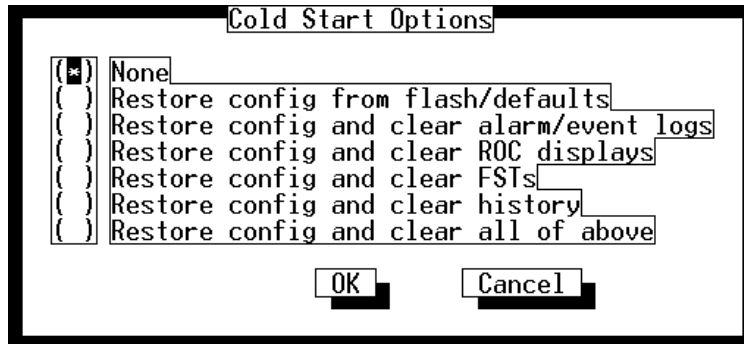 Cold Start Options
(*) None
( ) Restore config from flash/defaults
( ) Restore config and clear alarm/event logs
( ) Restore config and clear ROC displays
( ) Restore config and clear FSTs
( ) Restore config and clear history
( ) Restore config and clear all of above
OK Cancel